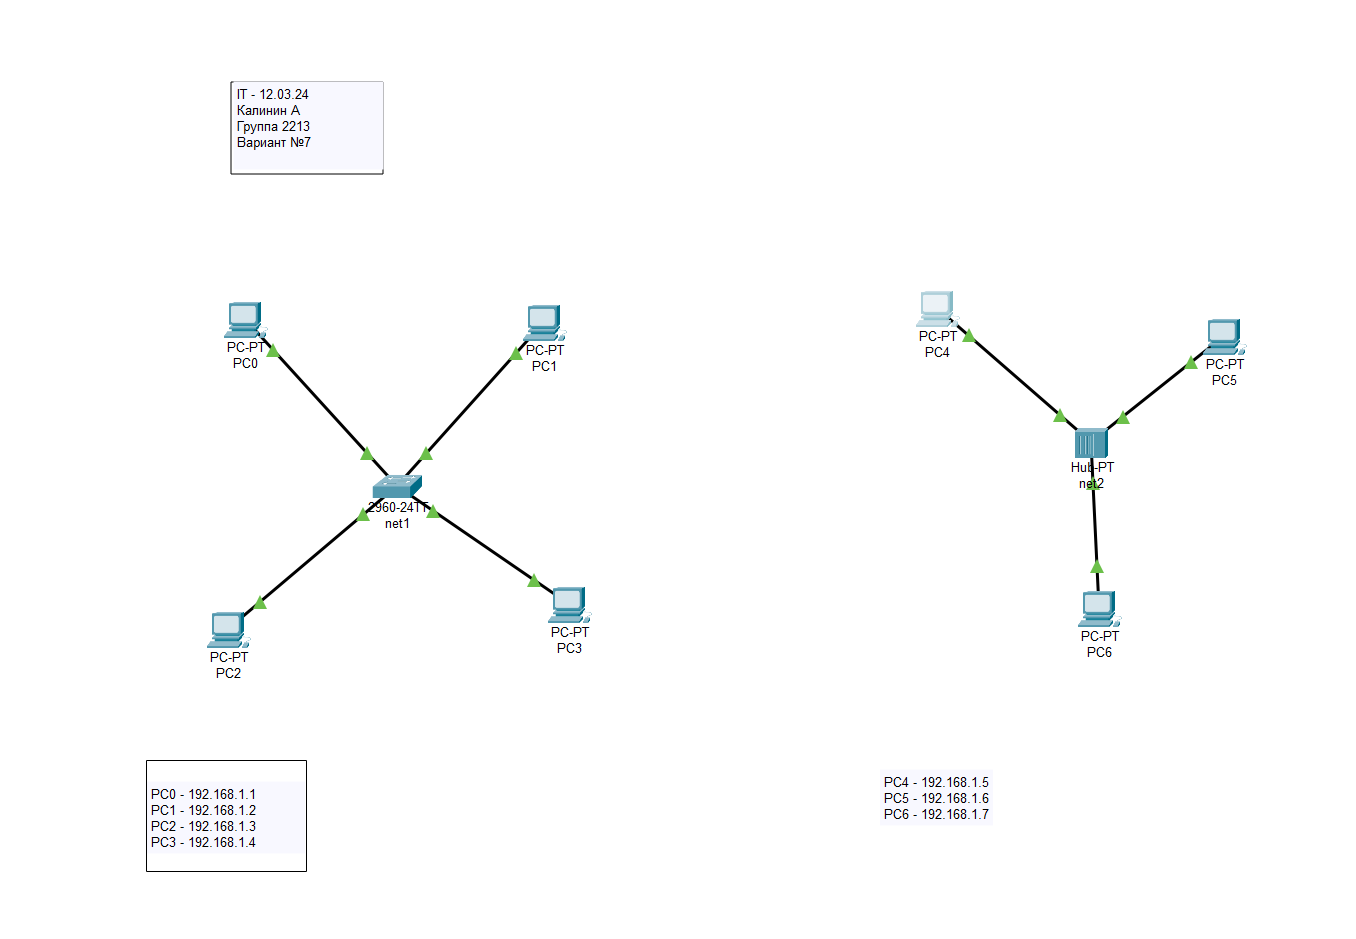 IT - 12.03.24
Калинин А
Группа 2213
Вариант №7
PC-PT
PC0
PC-PT
PC1
2960-24TT
net1
PC-PT
PC2
PC-PT
PC3
PC-PT
PC4
PC-PT
PC5
Hub-PT
net2
PC-PT
PC6
PC0 - 192.168.1.1
PC1 - 192.168.1.2
PC2 - 192.168.1.3
PC3 - 192.168.1.4
PC4 - 192.168.1.5
PC5 - 192.168.1.6
PC6 - 192.168.1.7